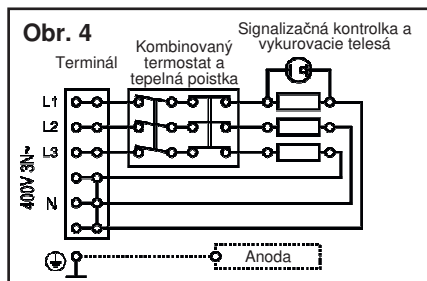 Obr. 4
Signalizačná kontrolka a
vykurovacie telesá
Kombinovaný
termostat a
tepelná poistka
Terminál
L1
L2
L3
N
400V 3N~
Anoda